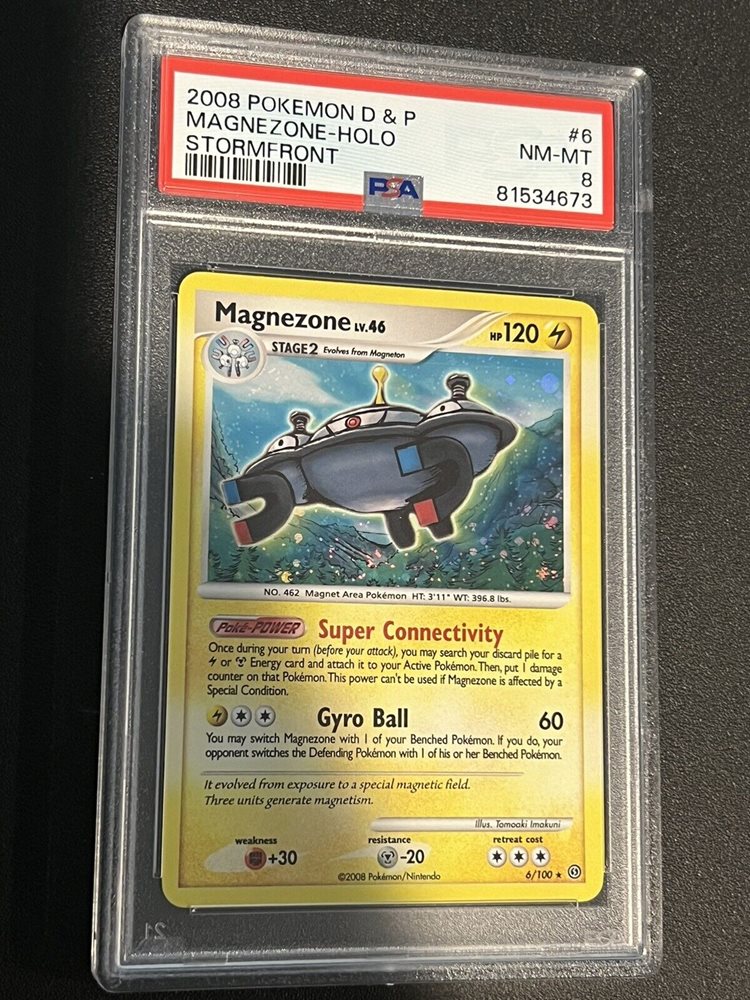 2008 POKEMON D & P #6
MAGNEZONE-HOLO NM-MT
STORMFRONT 8
PSA 81534673
Magnezone LV.46 HP 120
STAGE2 Evolves from Magneton
NO. 462 Magnet Area Pokémon HT: 3'11" WT: 396.8 lbs.
Poké-POWER Super Connectivity
Once during your turn (before your attack), you may search your discard pile for a
or Energy card and attach it to your Active Pokémon. Then, put 1 damage
counter on that Pokémon. This power can't be used if Magnezone is affected by a
Special Condition.
Gyro Ball 60
You may switch Magnezone with 1 of your Benched Pokémon. If you do, your
opponent switches the Defending Pokémon with 1 of his or her Benched Pokémon.
It evolved from exposure to a special magnetic field.
Three units generate magnetism.
Illus. Tomoaki Imakuni
weakness resistance retreat cost
+30 -20
©2008 Pokémon/Nintendo 6/100 ★